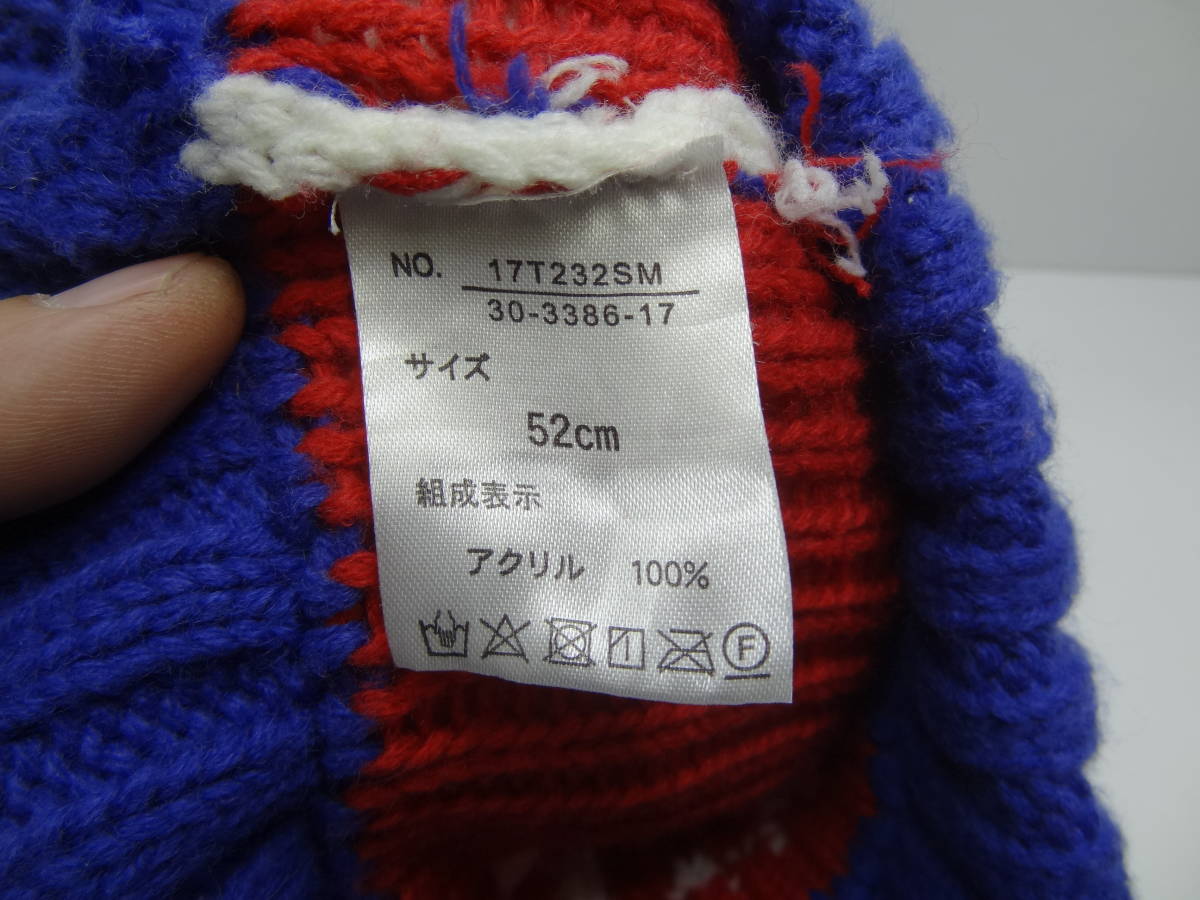 NO. 17T232SM
30-3386-17
サイズ
52cm
組成表示
アクリル 100%
F